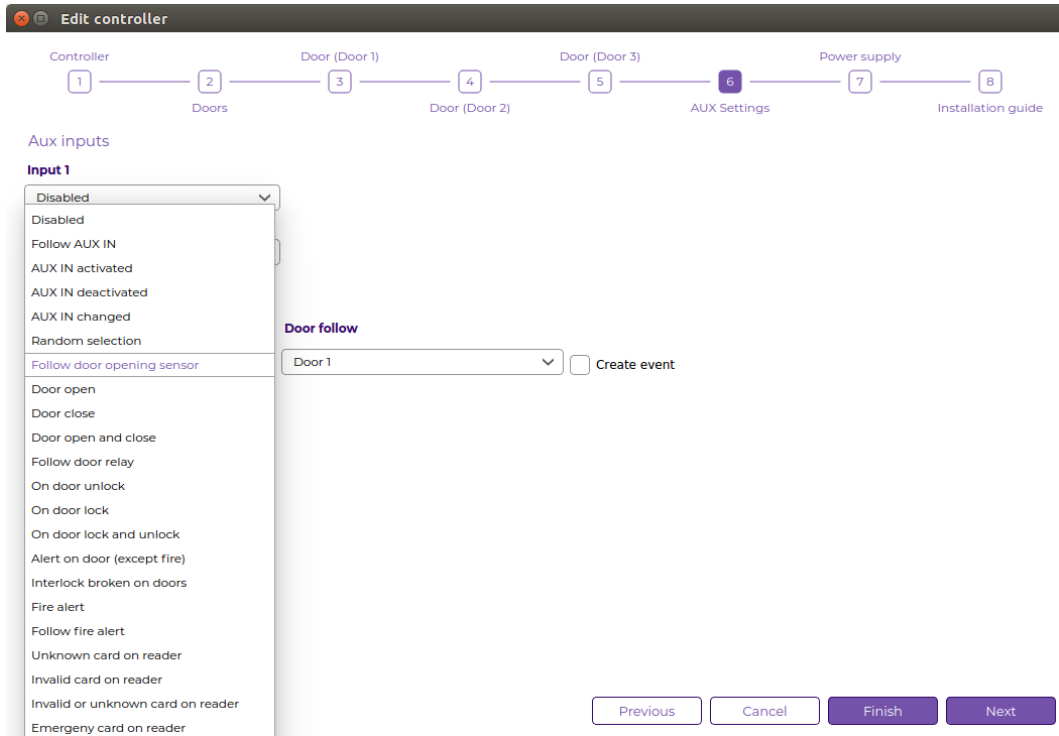 Edit controller
Controller
Door (Door 1)
Door (Door 3)
Power supply
1
2
3
4
5
6
7
8
Doors
Door (Door 2)
AUX Settings
Installation guide
Aux inputs
Input 1
Disabled
Disabled
Follow AUX IN
AUX IN activated
AUX IN deactivated
AUX IN changed
Door follow
Random selection
Follow door opening sensor
Door 1
Create event
Door open
Door close
Door open and close
Follow door relay
On door unlock
On door lock
On door lock and unlock
Alert on door (except fire)
Interlock broken on doors
Fire alert
Follow fire alert
Unknown card on reader
Invalid card on reader
Invalid or unknown card on reader
Emergeny card on reader
Previous
Cancel
Finish
Next